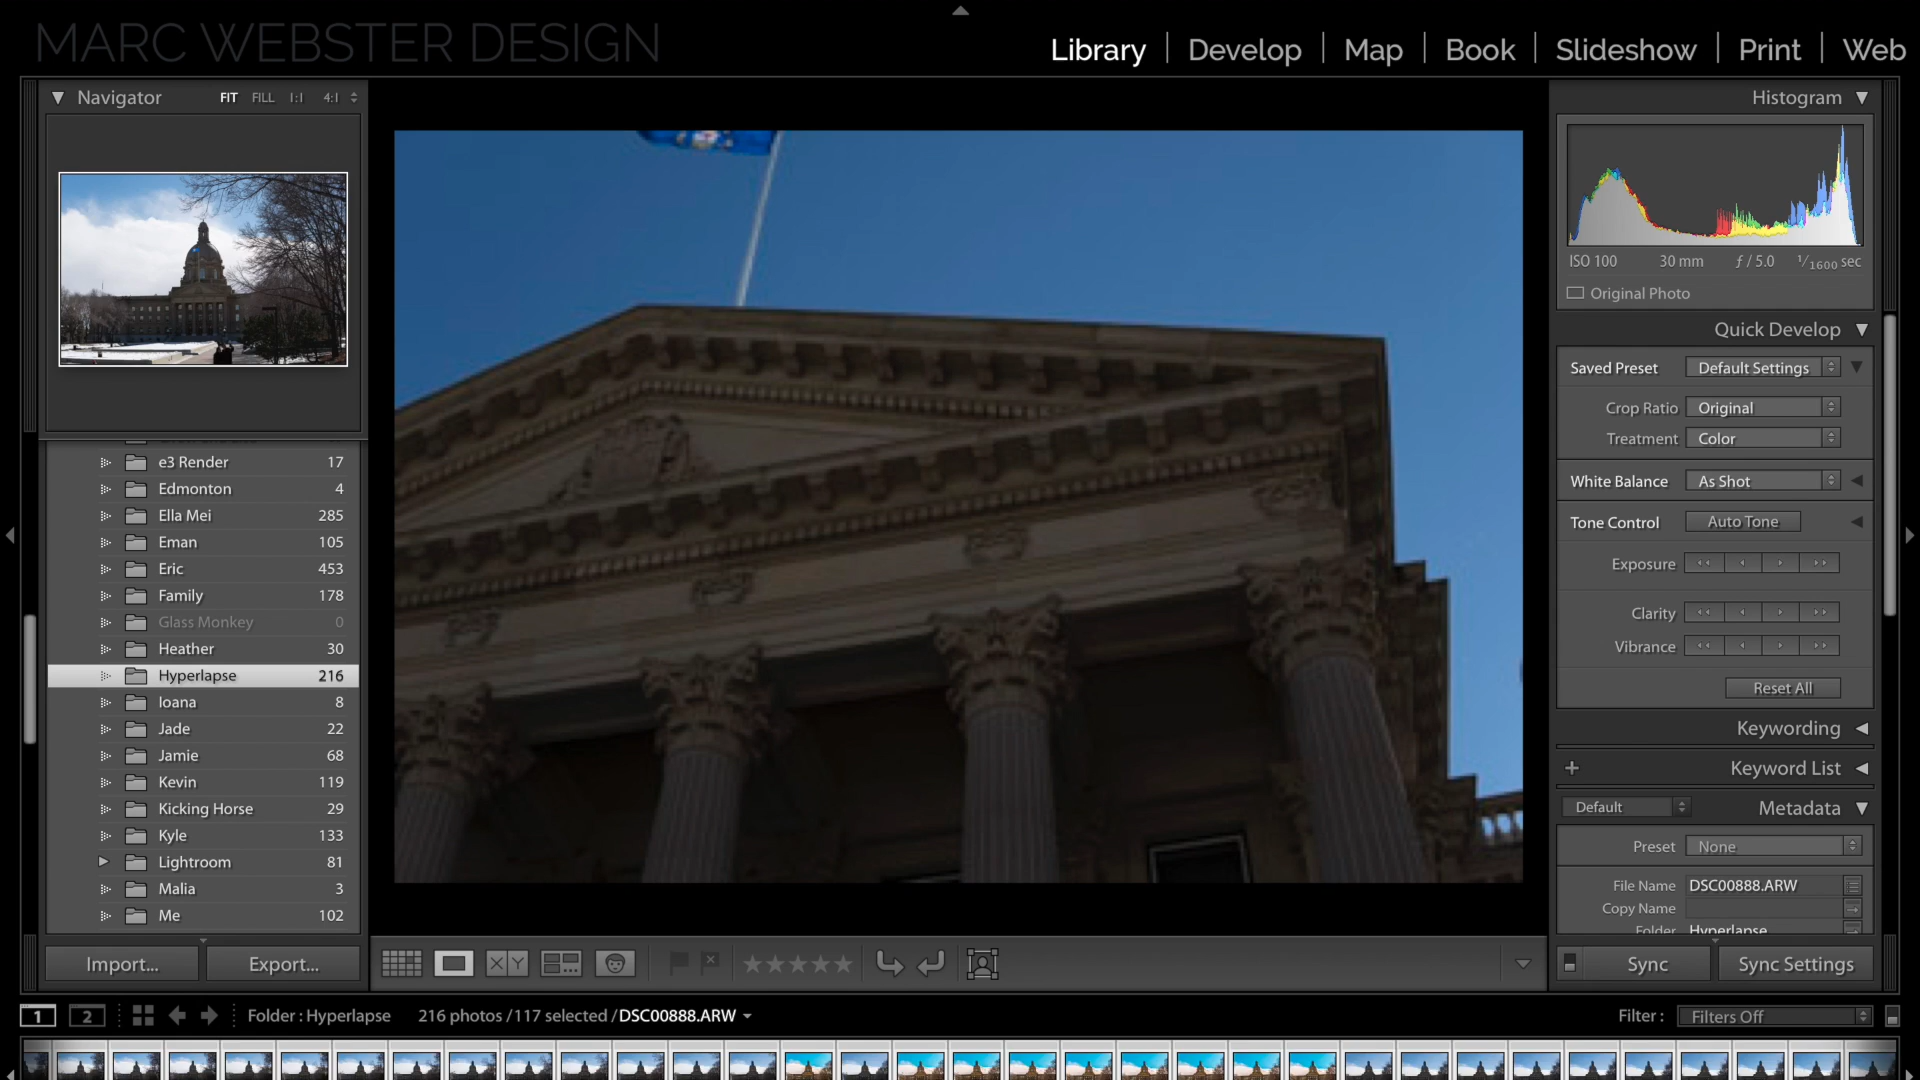 MARC WEBSTER DESIGN
Library Develop Map Book Slideshow Print Web
Navigator FIT FILL 1:1 4:1
e3 Render 17
Edmonton 4
Ella Mei 285
Eman 105
Eric 453
Family 178
Glass Monkey 0
Heather 30
Hyperlapse 216
Ioana 8
Jade 22
Jamie 68
Kevin 119
Kicking Horse 29
Kyle 133
Lightroom 81
Malia 3
Me 102
Import... Export...
Histogram
ISO 100 30 mm ƒ / 5.0 1/1600 sec
Original Photo
Quick Develop
Saved Preset Default Settings
Crop Ratio Original
Treatment Color
White Balance As Shot
Tone Control Auto Tone
Exposure
Clarity
Vibrance
Reset All
Keywording
+ Keyword List
Default Metadata
Preset None
File Name DSC00888.ARW
Copy Name
Folder Hyperlapse
Sync Sync Settings
1 2 Folder : Hyperlapse 216 photos / 117 selected / DSC00888.ARW Filter : Filters Off